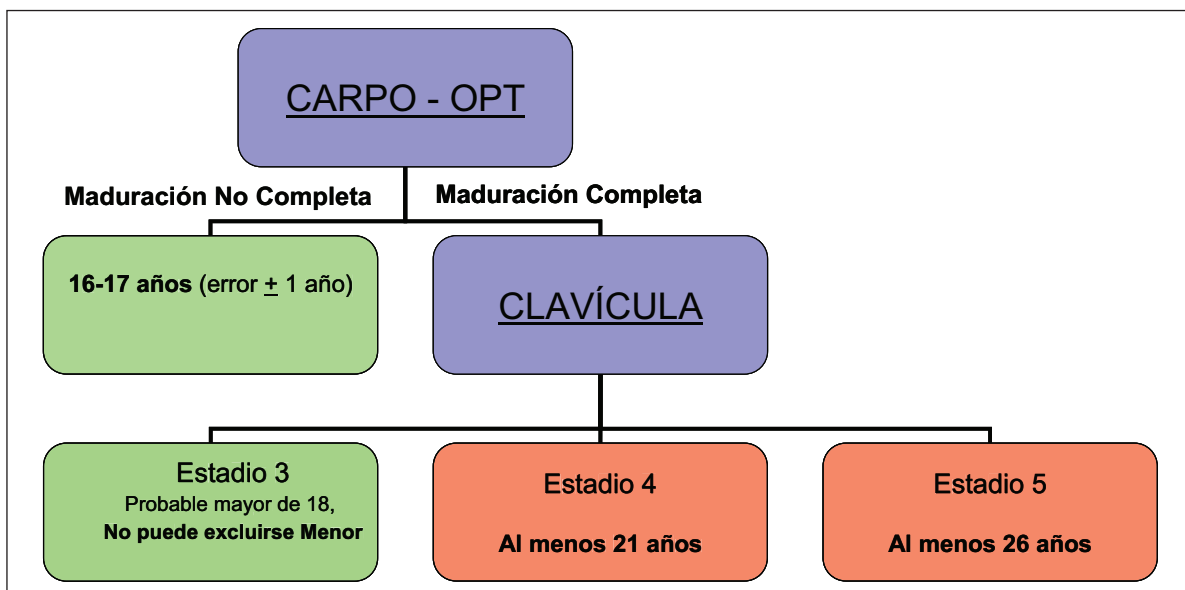 CARPO - OPT
Maduración No Completa
Maduración Completa
16-17 años (error ± 1 año)
CLAVÍCULA
Estadio 3
Probable mayor de 18,
No puede excluirse Menor
Estadio 4
Al menos 21 años
Estadio 5
Al menos 26 años